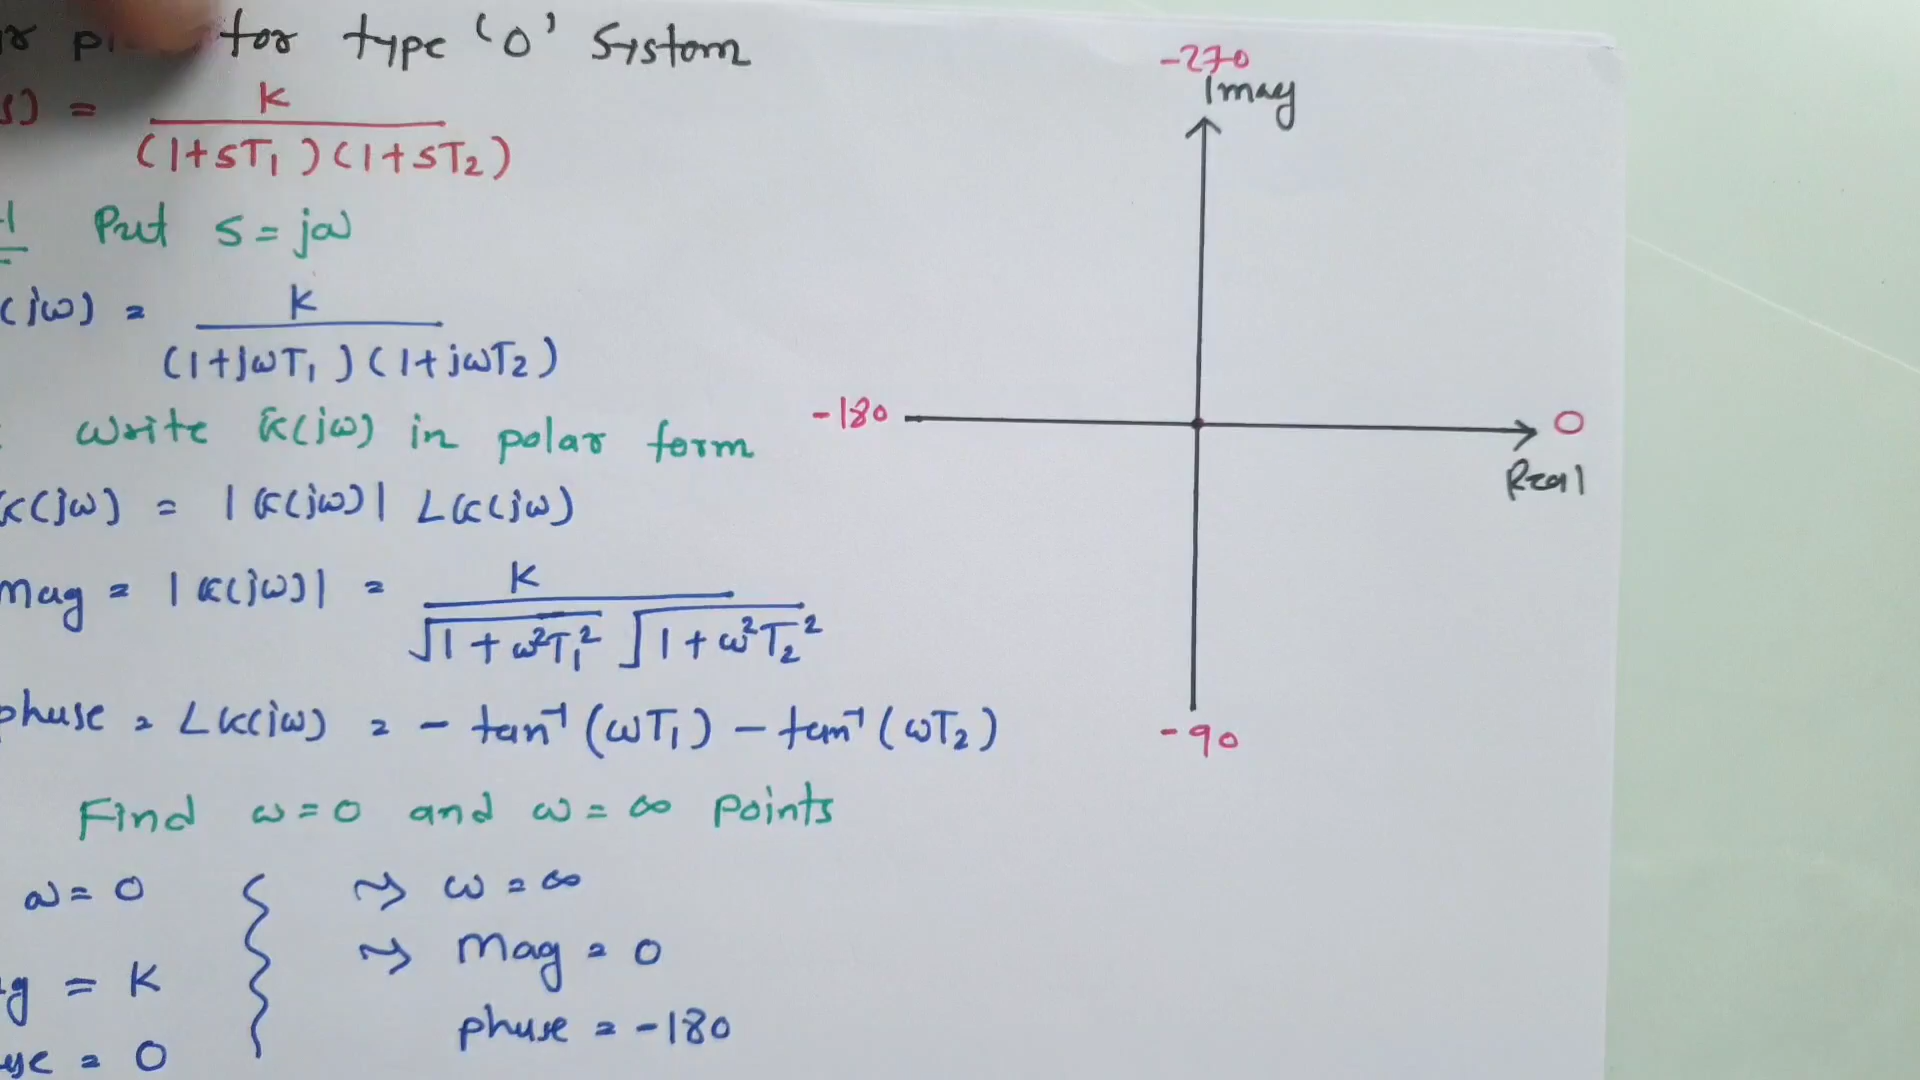 for type '0' System
s) = K / (1+sT₁)(1+sT₂)
-1 Put s = jω
(jω) = K / (1+jωT₁)(1+jωT₂)
write G(jω) in polar form
G(jω) = |G(jω)| ∠G(jω)
Mag = |G(jω)| = K / √1+ω²T₁² √1+ω²T₂²
phase = ∠G(jω) = - tan⁻¹(ωT₁) - tan⁻¹(ωT₂)
Find ω=0 and ω=∞ points
ω=0
g = K
= 0
⇝ ω = ∞
⇝ Mag = 0
phase = -180
-270
Imag
-180
0
Real
-90